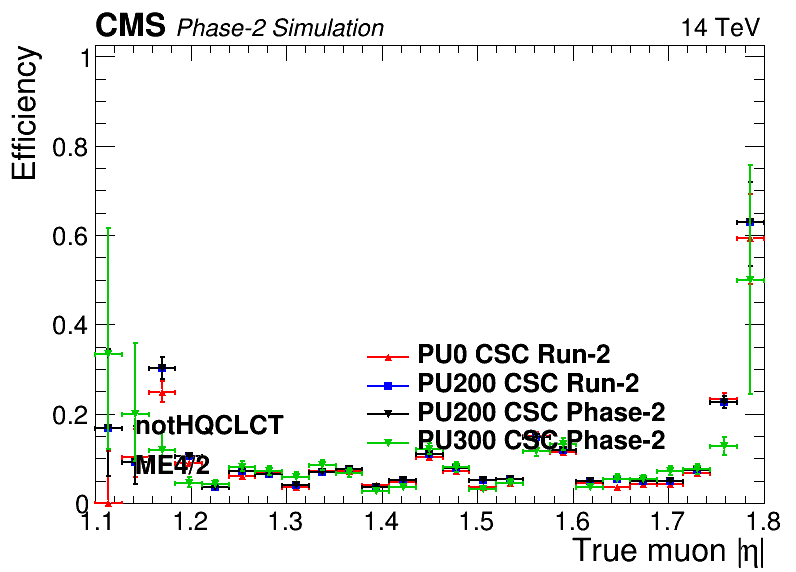 CMS Phase-2 Simulation 14 TeV
Efficiency
1
0.8
0.6
0.4
0.2
0
PU0 CSC Run-2
PU200 CSC Run-2
PU200 CSC Phase-2
PU300 CSC Phase-2
notHQCLCT
ME4/2
1.1 1.2 1.3 1.4 1.5 1.6 1.7 1.8
True muon |η|